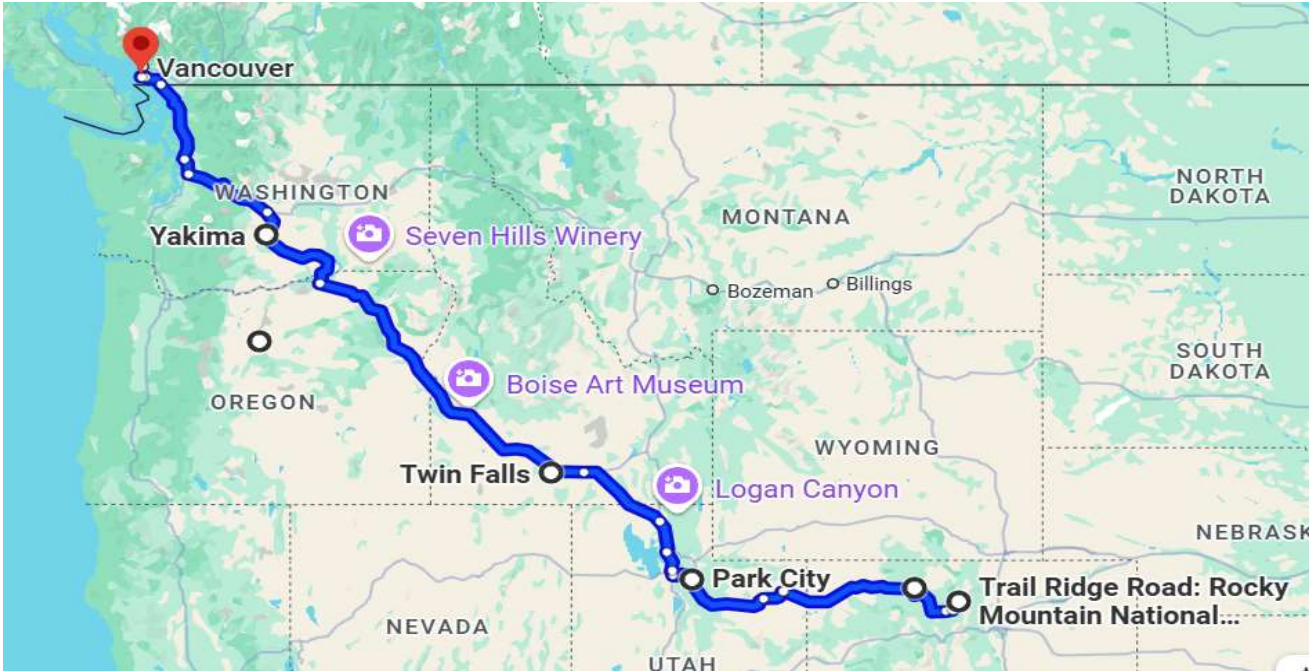 Vancouver
WASHINGTON
NORTH
DAKOTA
MONTANA
Yakima
Seven Hills Winery
Bozeman
Billings
SOUTH
DAKOTA
Boise Art Museum
OREGON
WYOMING
Twin Falls
Logan Canyon
NEBRASK
Park City
Trail Ridge Road: Rocky
Mountain National...
NEVADA
UTAH